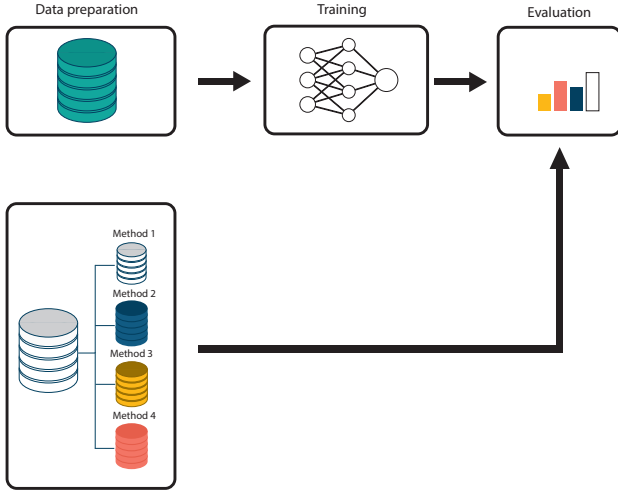 Data preparation
Training
Evaluation
Method 1
Method 2
Method 3
Method 4